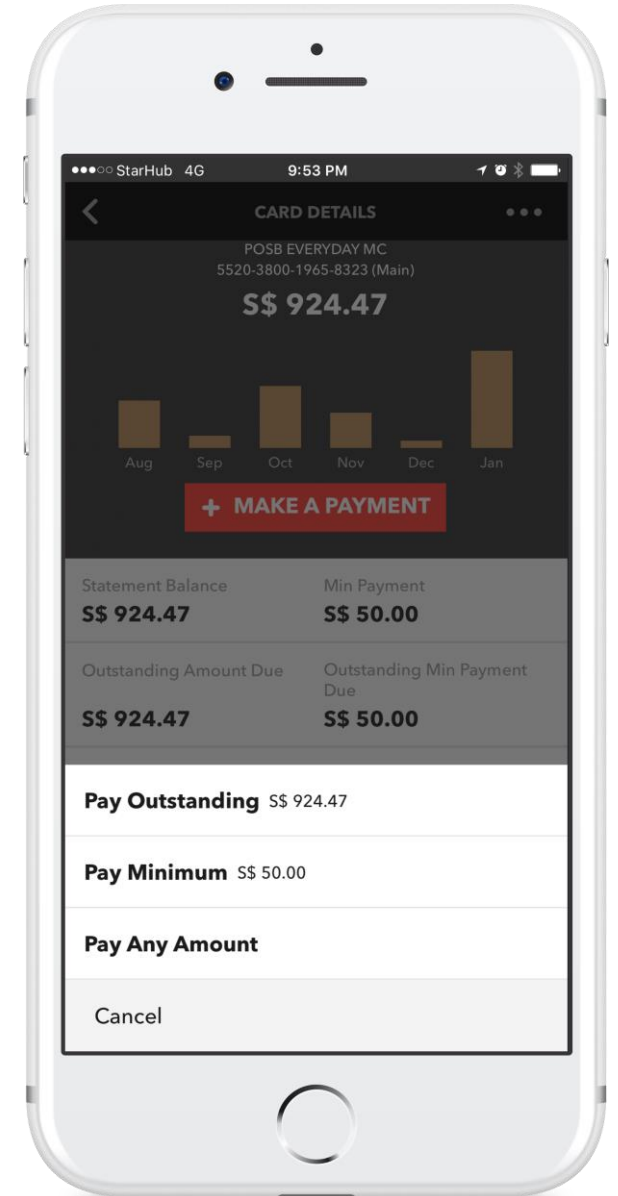 StarHub 4G 9:53 PM
CARD DETAILS
POSB EVERYDAY MC
5520-3800-1965-8323 (Main)
S$ 924.47
Aug Sep Oct Nov Dec Jan
+ MAKE A PAYMENT
Statement Balance Min Payment
S$ 924.47 S$ 50.00
Outstanding Amount Due Outstanding Min Payment
Due
S$ 924.47 S$ 50.00
Pay Outstanding S$ 924.47
Pay Minimum S$ 50.00
Pay Any Amount
Cancel